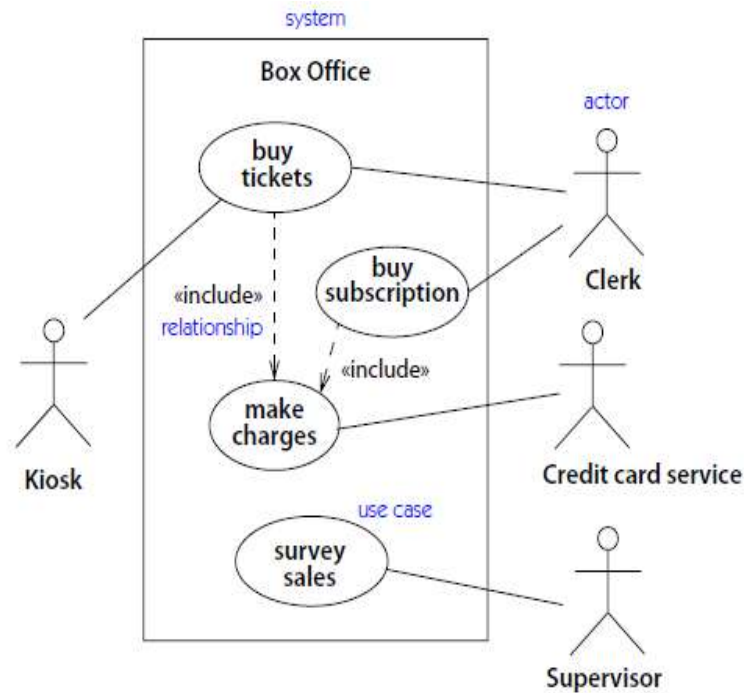 system
Box Office
actor
buy
tickets
buy
subscription
Clerk
«include»
relationship
«include»
make
charges
Kiosk
Credit card service
use case
survey
sales
Supervisor